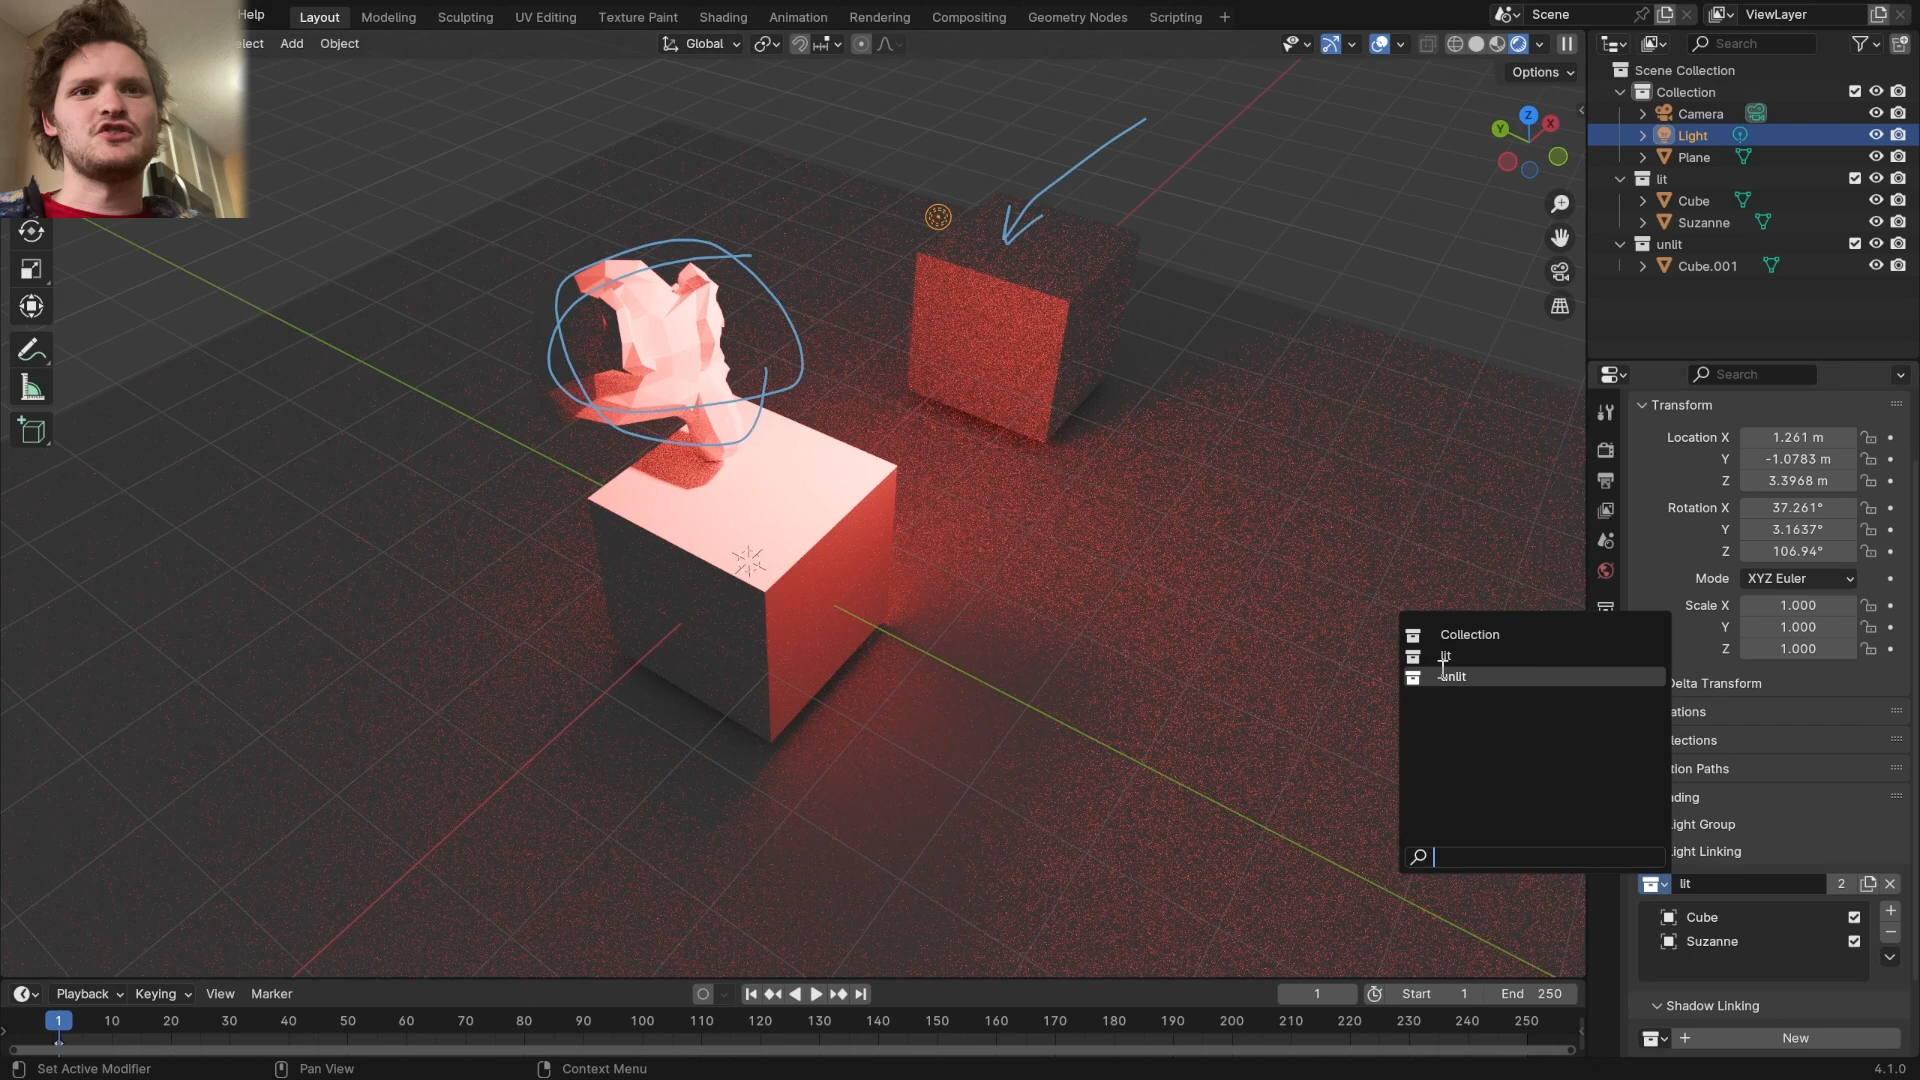 Help
Layout
Modeling
Sculpting
UV Editing
Texture Paint
Shading
Animation
Rendering
Compositing
Geometry Nodes
Scripting
+
Scene
ViewLayer
elect
Add
Object
Global
Search
Options
Scene Collection
Collection
Camera
Light
Plane
lit
Cube
Suzanne
unlit
Cube.001
Z
X
Y
Search
Transform
Location X 1.261 m
Y -1.0783 m
Z 3.3968 m
Rotation X 37.261°
Y 3.1637°
Z 106.94°
Mode XYZ Euler
Scale X 1.000
Y 1.000
Z 1.000
Delta Transform
ations
lections
tion Paths
ading
ight Group
ight Linking
Collection
lit
unlit
lit 2
Cube
Suzanne
Shadow Linking
New
Playback Keying View Marker
1 Start 1 End 250
1 10 20 30 40 50 60 70 80 90 100 110 120 130 140 150 160 170 180 190 200 210 220 230 240 250
Set Active Modifier Pan View Context Menu 4.1.0